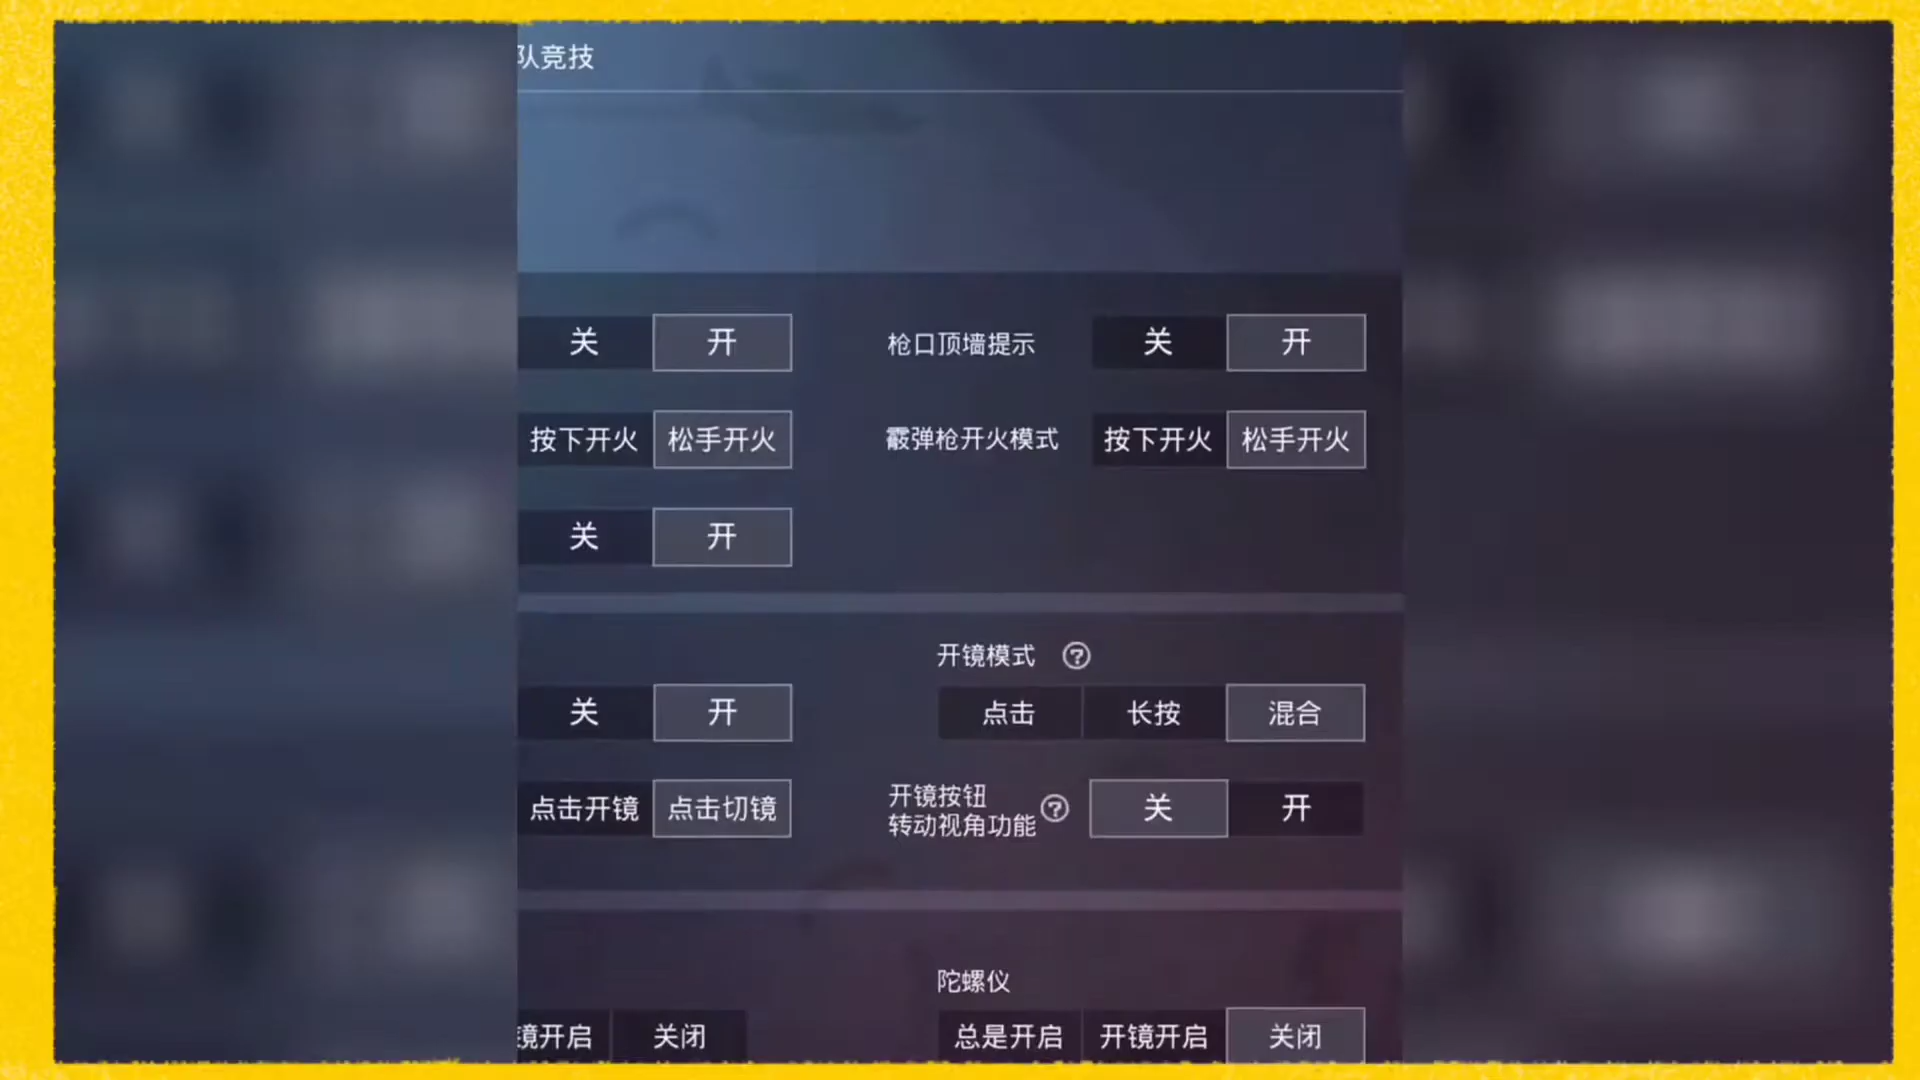 队竞技
关 开 枪口顶墙提示 关 开
按下开火 松手开火 霰弹枪开火模式 按下开火 松手开火
关 开
开镜模式 ?
关 开 点击 长按 混合
点击开镜 点击切镜 开镜按钮 ? 关 开
转动视角功能
陀螺仪
镜开启 关闭 总是开启 开镜开启 关闭